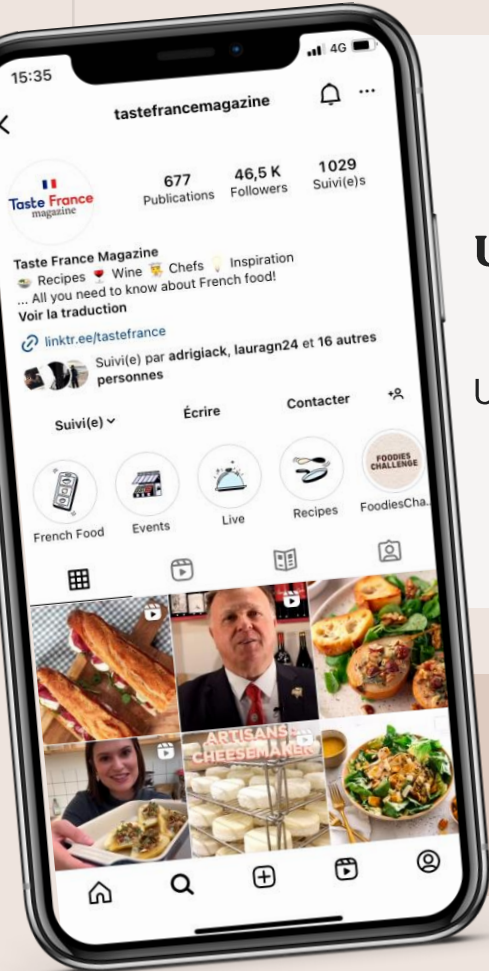 15:35
4G
tastefrancemagazine
Taste France
magazine
677
Publications
46,5 K
Followers
1 029
Suivi(e)s
Taste France Magazine
Recipes Wine Chefs Inspiration
... All you need to know about French food!
Voir la traduction
linktr.ee/tastefrance
Suivi(e) par adrigiack, lauragn24 et 16 autres
personnes
Suivi(e)
Écrire
Contacter
FOODIES
CHALLENGE
French Food
Events
Live
Recipes
FoodiesCha...
ARTISANS
CHEESEMAKER